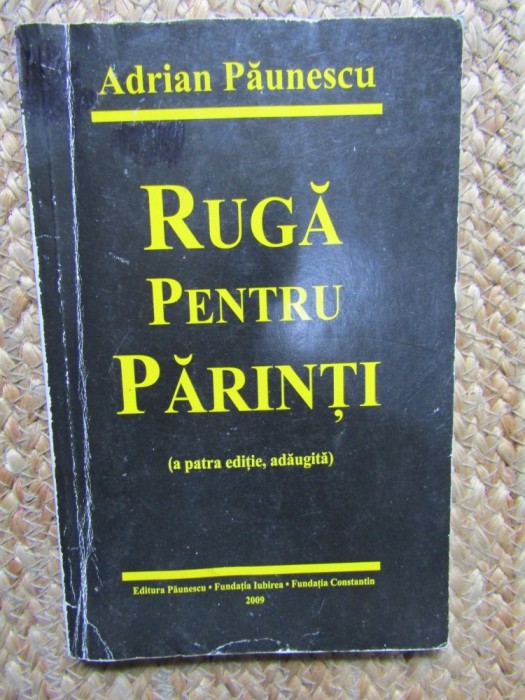 Adrian Păunescu
RUGĂ
PENTRU
PĂRINȚI
(a patra ediție, adăugită)
Editura Păunescu • Fundația Iubirea • Fundația Constantin
2009